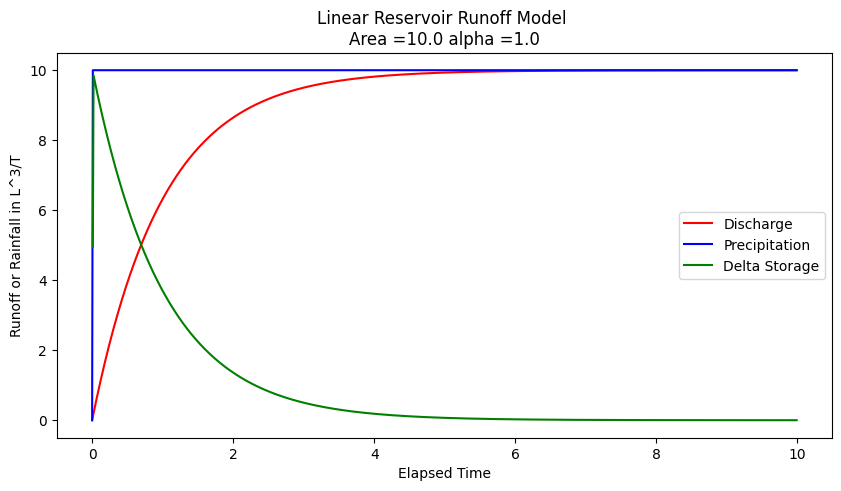 Linear Reservoir Runoff Model
Area =10.0 alpha =1.0
Runoff or Rainfall in L^3/T
10
8
6
4
2
0
Discharge
Precipitation
Delta Storage
0 2 4 6 8 10
Elapsed Time